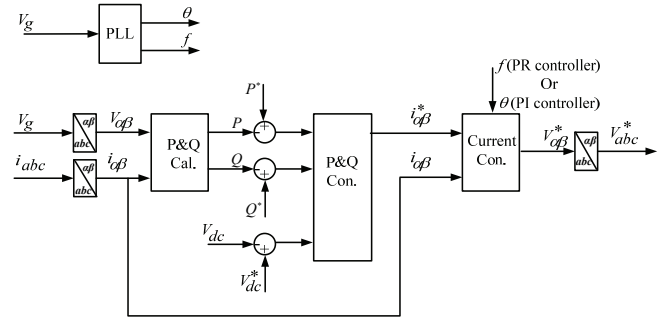 V_g
PLL
θ
f
P*
f (PR controller)
Or
θ (PI controller)
V_g
αβ
abc
V_αβ
P&Q
Cal.
P
+
-
P&Q
Con.
i*_αβ
Current
Con.
V*_αβ
αβ
abc
V*_abc
i_abc
αβ
abc
i_αβ
Q
-
+
i_αβ
Q*
V_dc
-
+
V*_dc